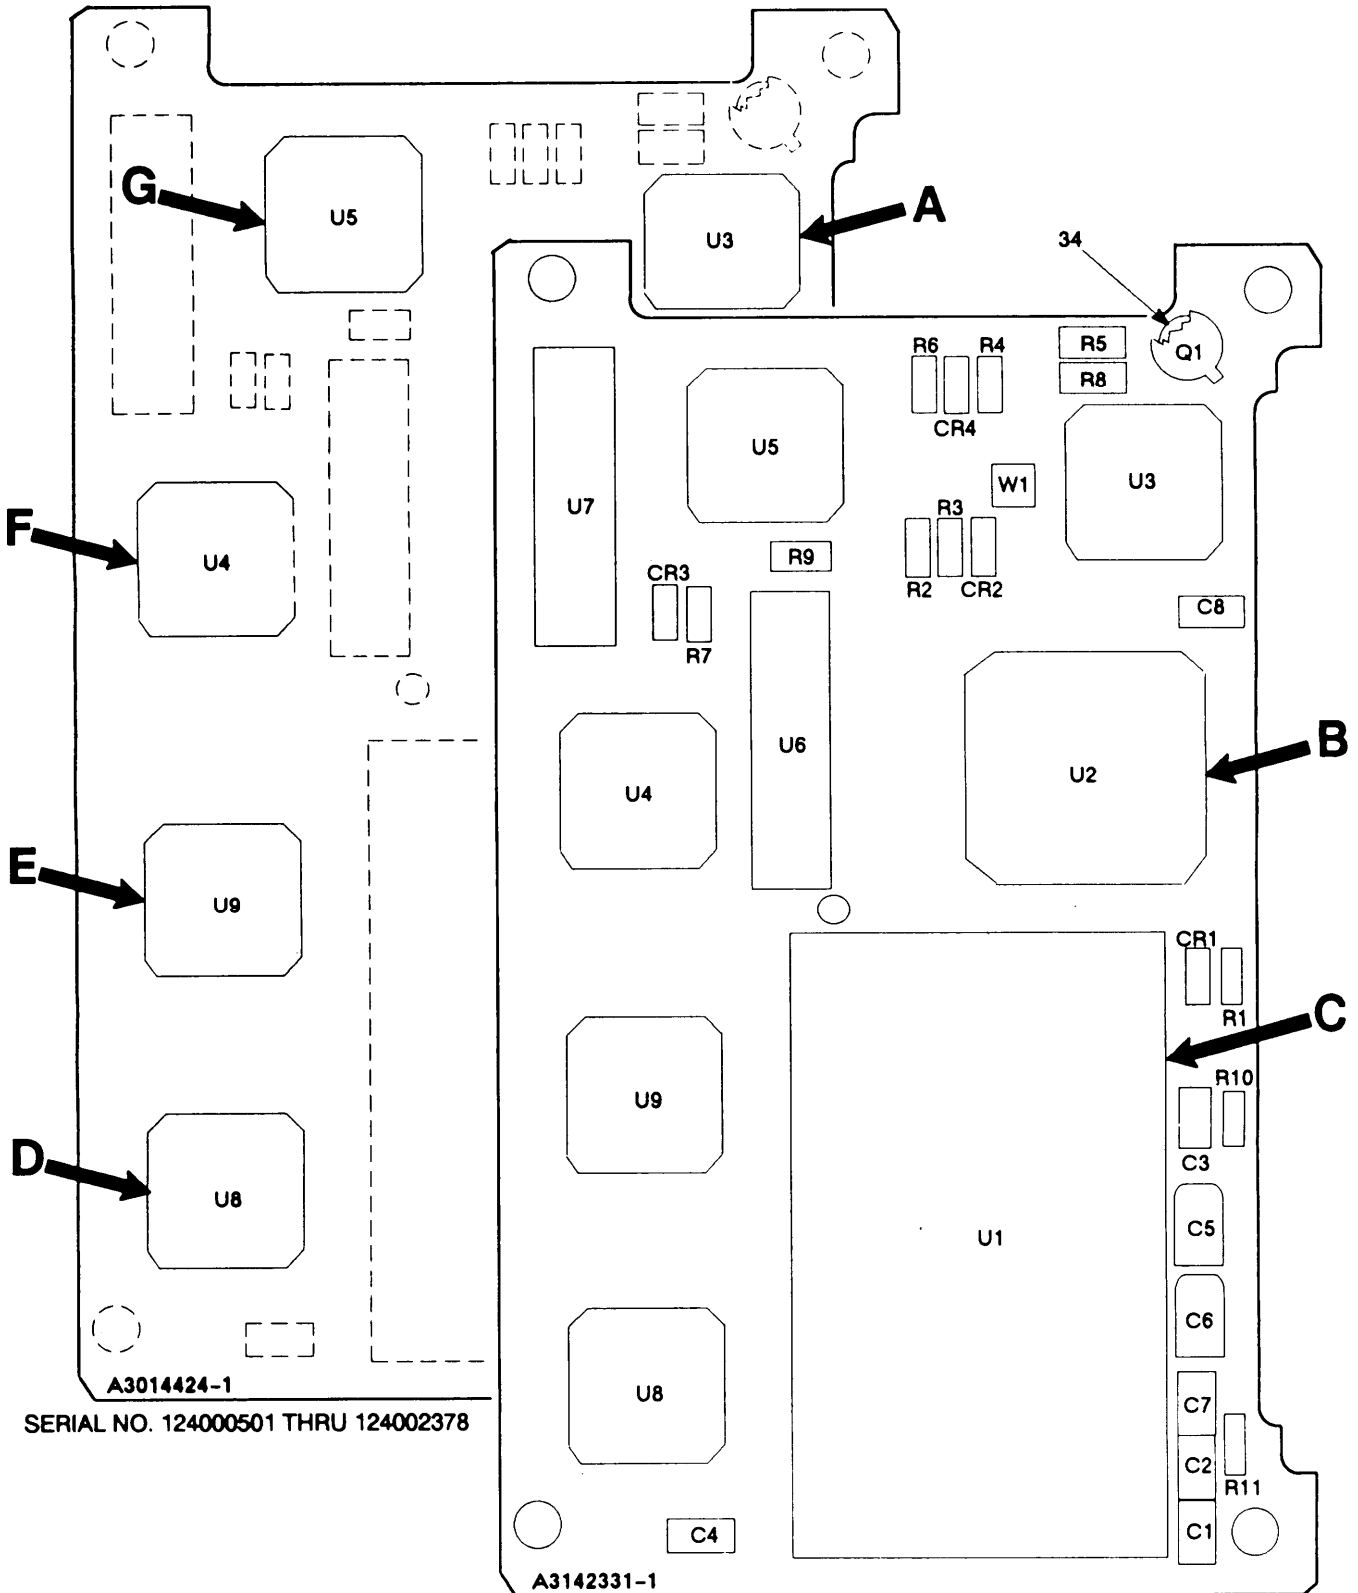 G
U5
A
U3
34
R6
R4
R5
Q1
R8
CR4
U5
U3
W1
U7
F
U4
R3
R9
CR3
R2
CR2
C8
R7
U6
B
U2
U4
E
U9
CR1
C
R1
R10
U9
D
C3
U8
C5
U1
C6
A3014424-1
U8
C7
SERIAL NO. 124000501 THRU 124002378
C2
R11
C4
C1
A3142331-1